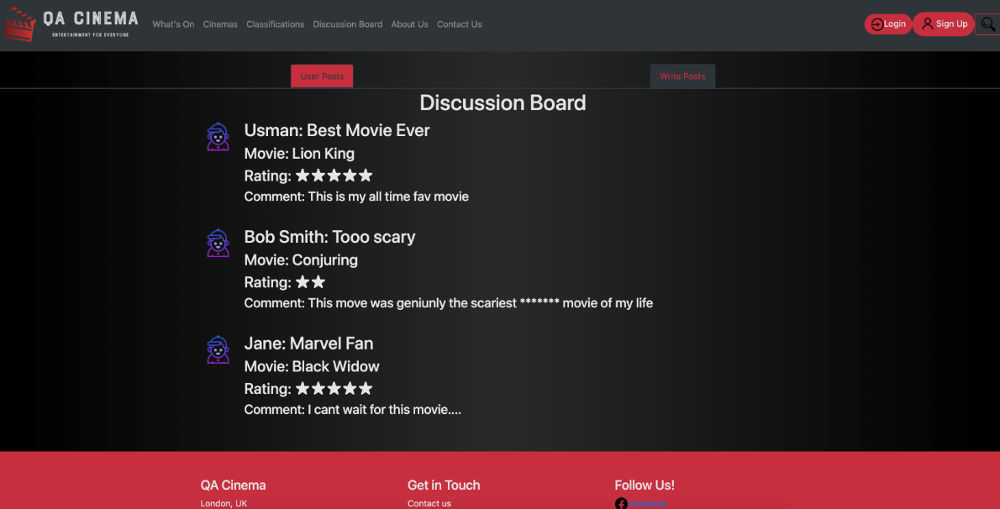 QA CINEMA
ENTERTAINMENT FOR EVERYONE
What's On Cinemas Classifications Discussion Board About Us Contact Us
Login Sign Up
User Posts Write Posts
Discussion Board
Usman: Best Movie Ever
Movie: Lion King
Rating: ★★★★★
Comment: This is my all time fav movie
Bob Smith: Tooo scary
Movie: Conjuring
Rating: ★★
Comment: This move was geniunly the scariest ******* movie of my life
Jane: Marvel Fan
Movie: Black Widow
Rating: ★★★★★
Comment: I cant wait for this movie....
QA Cinema Get in Touch Follow Us!
London, UK Contact us Facebook